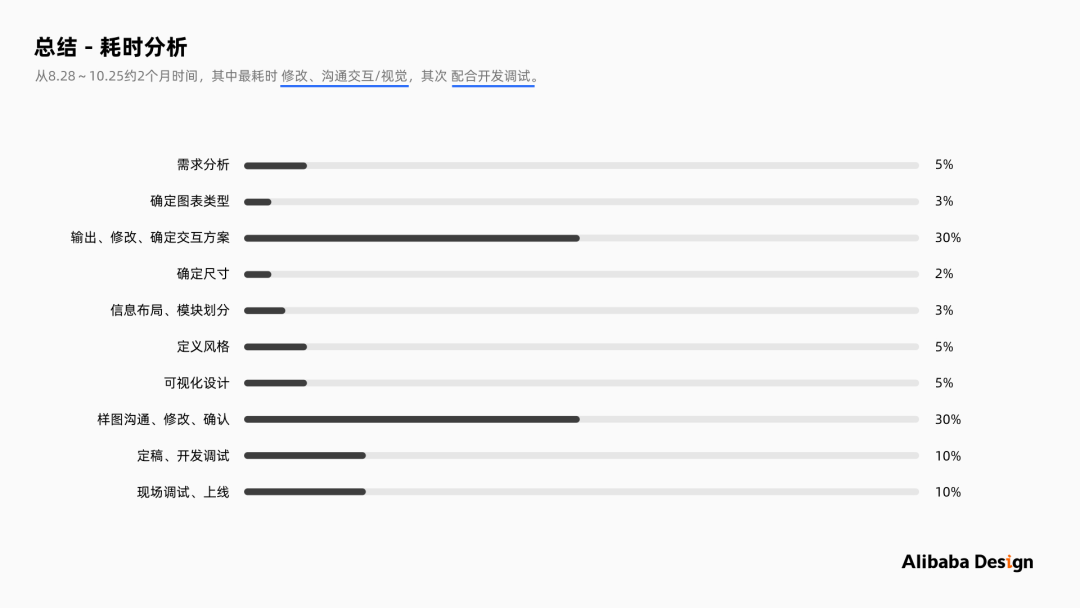 总结 - 耗时分析
从8.28～10.25约2个月时间，其中最耗时 修改、沟通交互/视觉，其次 配合开发调试。
需求分析 5%
确定图表类型 3%
输出、修改、确定交互方案 30%
确定尺寸 2%
信息布局、模块划分 3%
定义风格 5%
可视化设计 5%
样图沟通、修改、确认 30%
定稿、开发调试 10%
现场调试、上线 10%
Alibaba Design